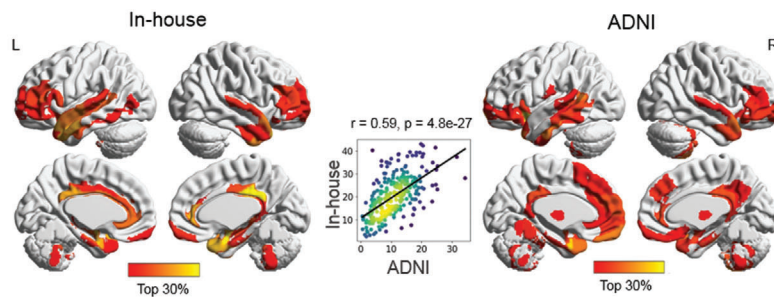 In-house
L
Top 30%
r = 0.59, p = 4.8e-27
In-house
40
30
20
10
0
10
20
30
ADNI
ADNI
R
Top 30%